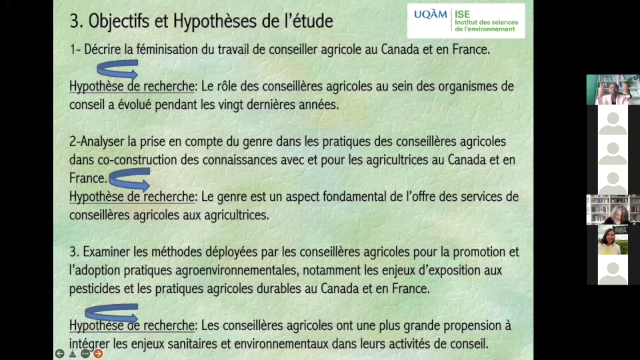 3. Objectifs et Hypothèses de l'étude
UQÀM
ISE
Institut des sciences
de l'environnement
1- Décrire la féminisation du travail de conseiller agricole au Canada et en France.
Hypothèse de recherche: Le rôle des conseillères agricoles au sein des organismes de
conseil a évolué pendant les vingt dernières années.
2-Analyser la prise en compte du genre dans les pratiques des conseillères agricoles
dans co-construction des connaissances avec et pour les agricultrices au Canada et en
France.
Hypothèse de recherche: Le genre est un aspect fondamental de l'offre des services de
conseillères agricoles aux agricultrices.
3. Examiner les méthodes déployées par les conseillères agricoles pour la promotion et
l'adoption pratiques agroenvironnementales, notamment les enjeux d'exposition aux
pesticides et les pratiques agricoles durables au Canada et en France.
Hypothèse de recherche: Les conseillères agricoles ont une plus grande propension à
intégrer les enjeux sanitaires et environnementaux dans leurs activités de conseil.